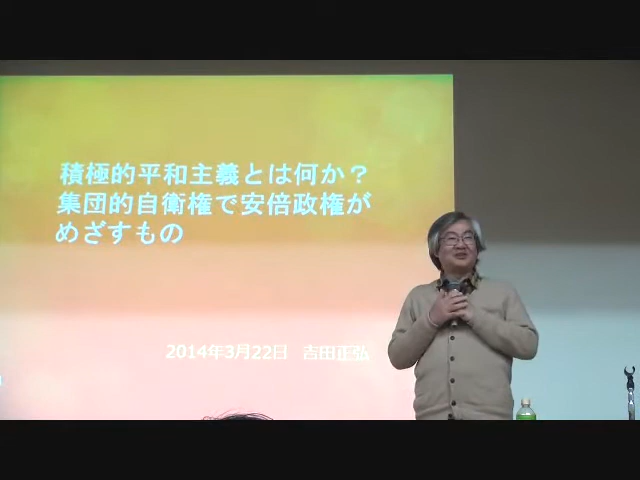 積極的平和主義とは何か？
集団的自衛権で安倍政権が
めざすもの
2014年3月22日　吉田正弘